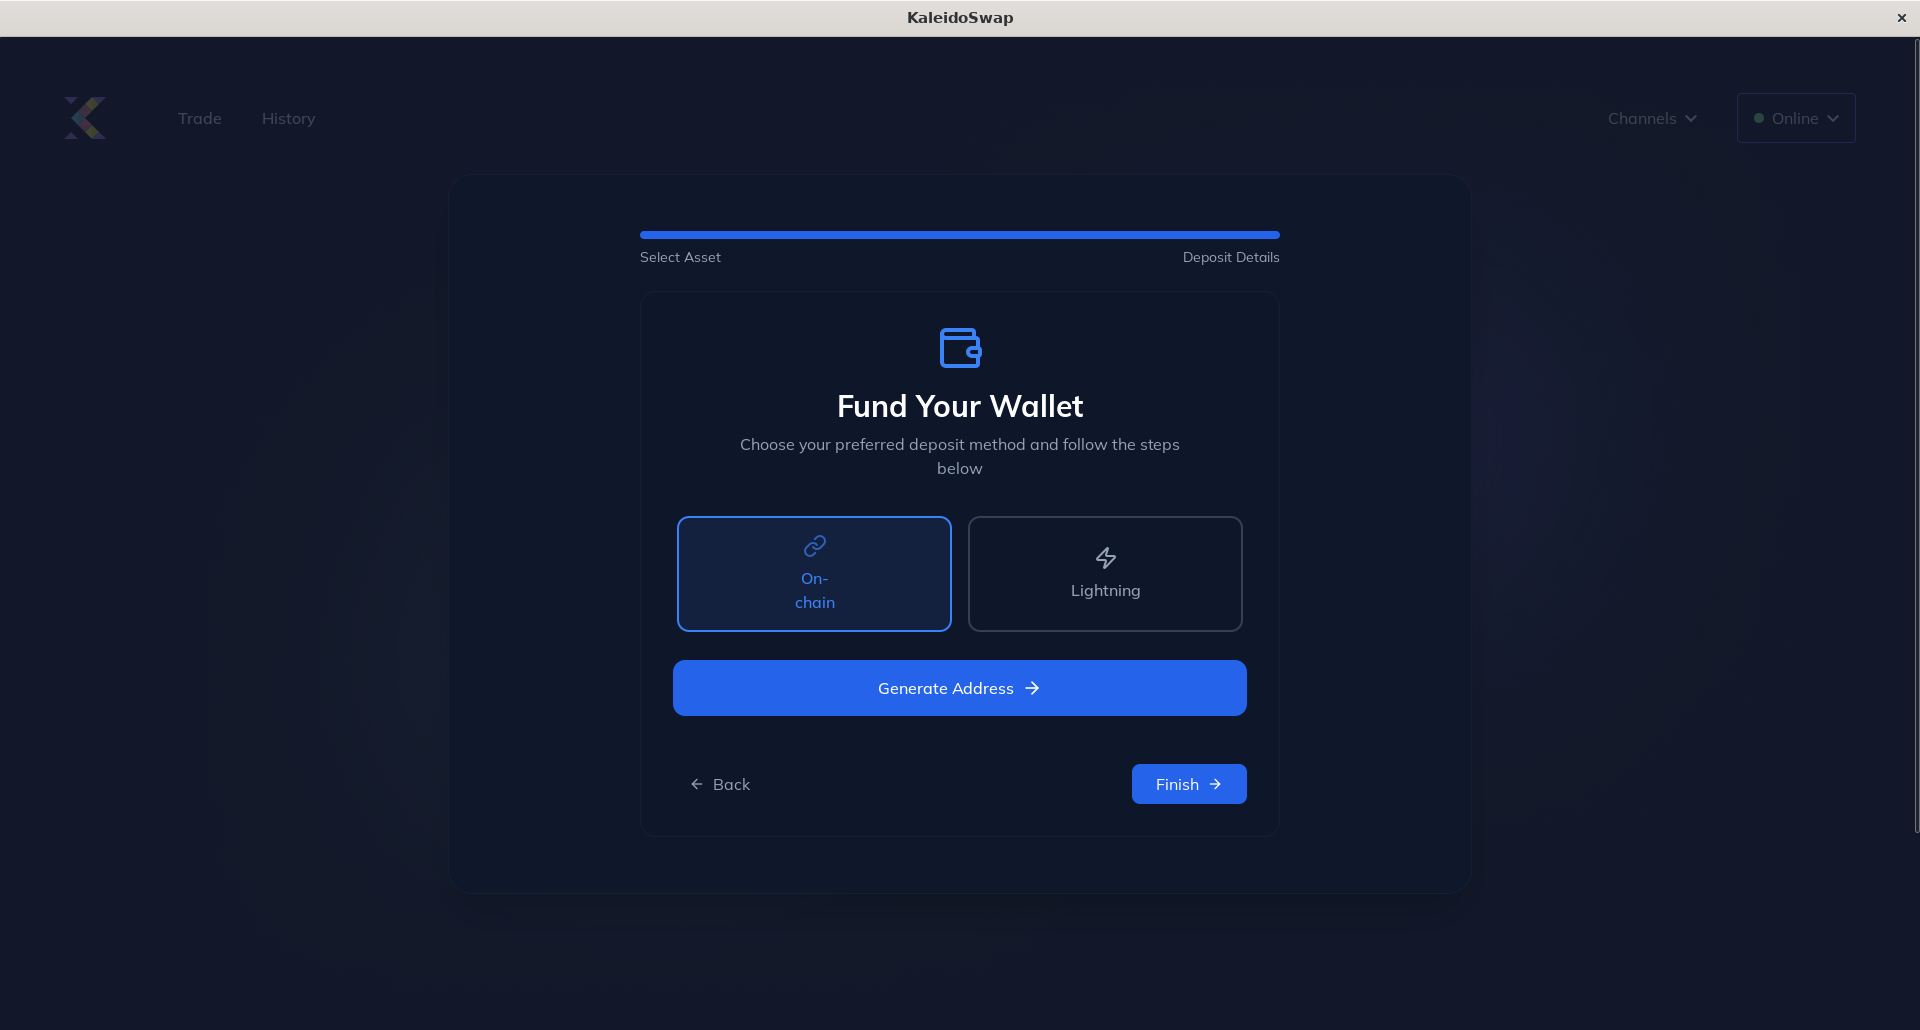 KaleidoSwap
Trade
History
Channels
Online
Select Asset
Deposit Details
Fund Your Wallet
Choose your preferred deposit method and follow the steps
below
On-
chain
Lightning
Generate Address
Back
Finish